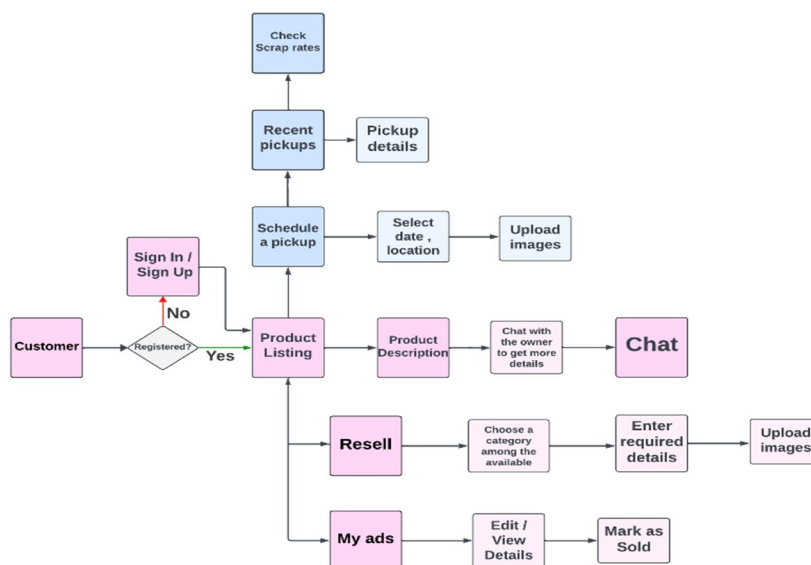 Check
Scrap rates
Recent
pickups
Pickup
details
Schedule
a pickup
Select
date ,
location
Upload
images
Sign In /
Sign Up
No
Customer
Registered?
Yes
Product
Listing
Product
Description
Chat with
the owner
to get more
details
Chat
Resell
Choose a
category
among the
available
Enter
required
details
Upload
images
My ads
Edit /
View
Details
Mark as
Sold